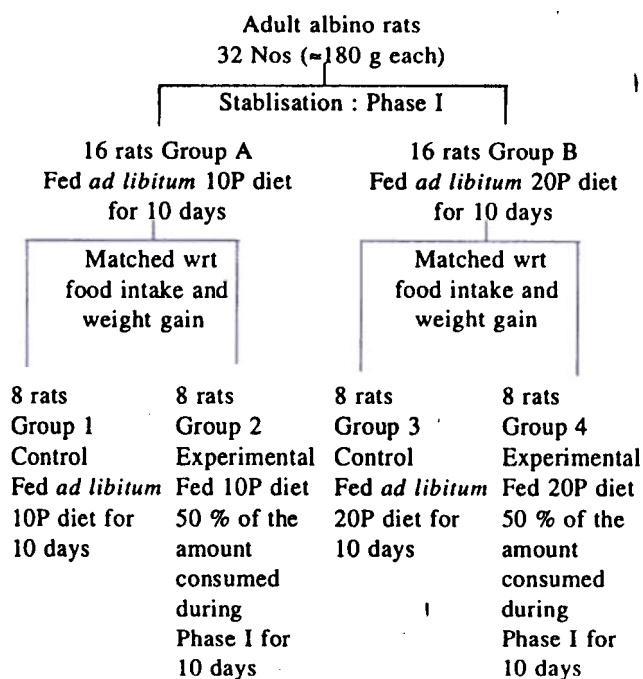 Adult albino rats
32 Nos (≈180 g each)
Stablisation : Phase I
16 rats Group A
Fed ad libitum 10P diet
for 10 days
16 rats Group B
Fed ad libitum 20P diet
for 10 days
Matched wrt
food intake and
weight gain
Matched wrt
food intake and
weight gain
8 rats
Group 1
Control
Fed ad libitum
10P diet for
10 days
8 rats
Group 2
Experimental
Fed 10P diet
50 % of the
amount
consumed
during
Phase I for
10 days
8 rats
Group 3
Control
Fed ad libitum
20P diet for
10 days
8 rats
Group 4
Experimental
Fed 20P diet
50 % of the
amount
consumed
during
Phase I for
10 days